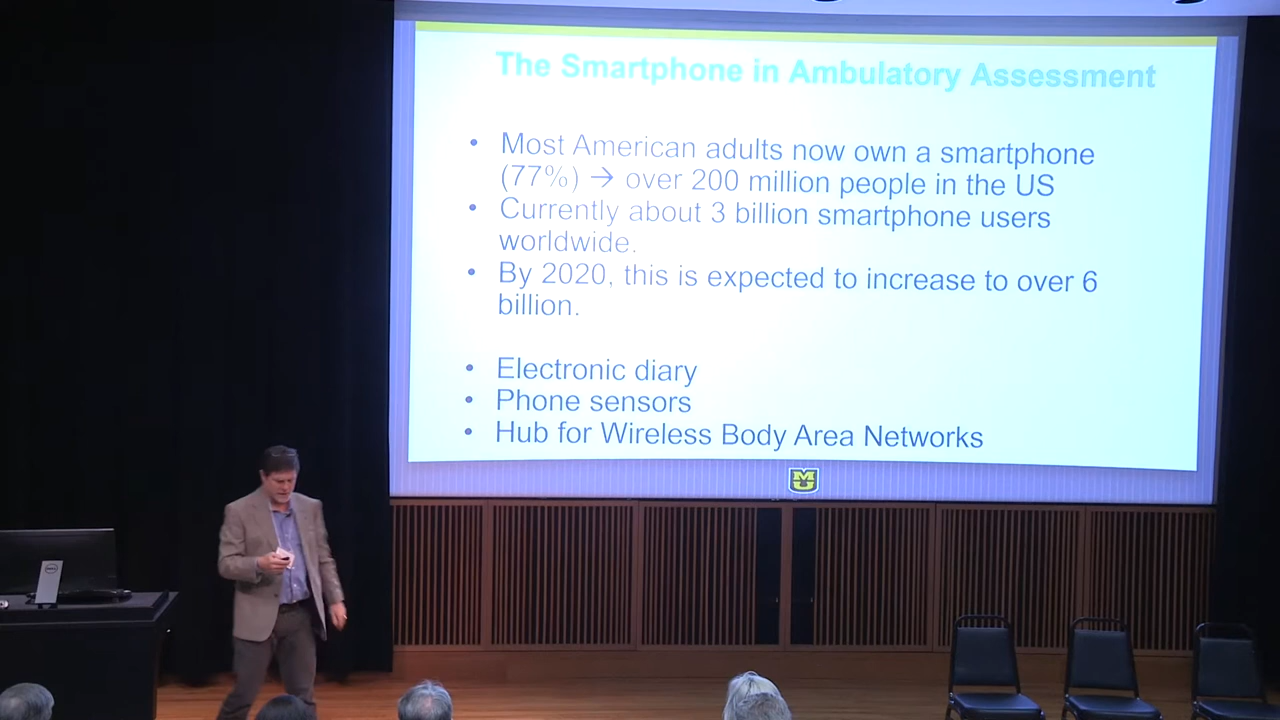 The Smartphone in Ambulatory Assessment
• Most American adults now own a smartphone
(77%) → over 200 million people in the US
• Currently about 3 billion smartphone users
worldwide.
• By 2020, this is expected to increase to over 6
billion.
• Electronic diary
• Phone sensors
• Hub for Wireless Body Area Networks
MU
DELL